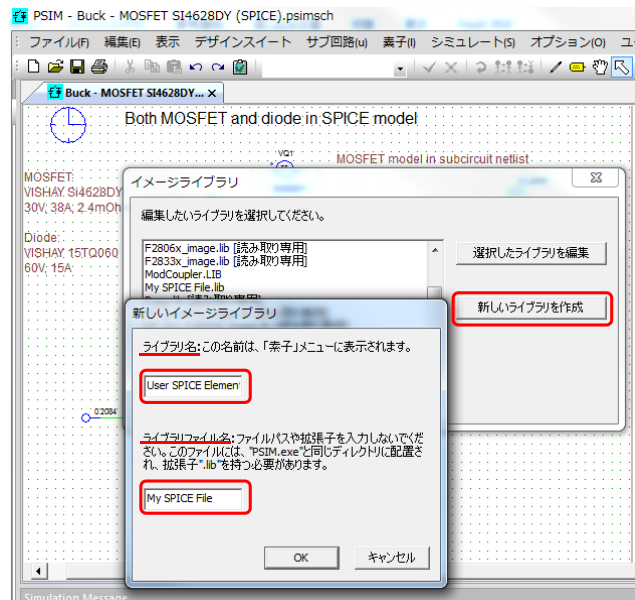 PSIM - Buck - MOSFET SI4628DY (SPICE).psimsch
ファイル(F) 編集(E) 表示 デザインスイート サブ回路(u) 素子(l) シミュレート(S) オプション(O) ユ
Buck - MOSFET SI4628DY... X
Both MOSFET and diode in SPICE model
VQ1
MOSFET model in subcircuit netlist
MOSFET:
VISHAY Si4628DY
30V; 38A; 2.4mOh
Diode:
VISHAY 15TQ060
60V; 15A
イメージライブラリ
編集したいライブラリを選択してください。
F2806x_image.lib [読み取り専用]
F2833x_image.lib [読み取り専用]
ModCoupler.LIB
My SPICE File.lib
選択したライブラリを編集
新しいライブラリを作成
新しいイメージライブラリ
ライブラリ名:この名前は、「素子」メニューに表示されます。
User SPICE Element
0.2084
ライブラリファイル名:ファイルパスや拡張子を入力しないでくだ
さい。このファイルには、"PSIM.exe"と同じディレクトリに配置さ
れ、拡張子".lib"を持つ必要があります。
My SPICE File
OK キャンセル
Simulation Message